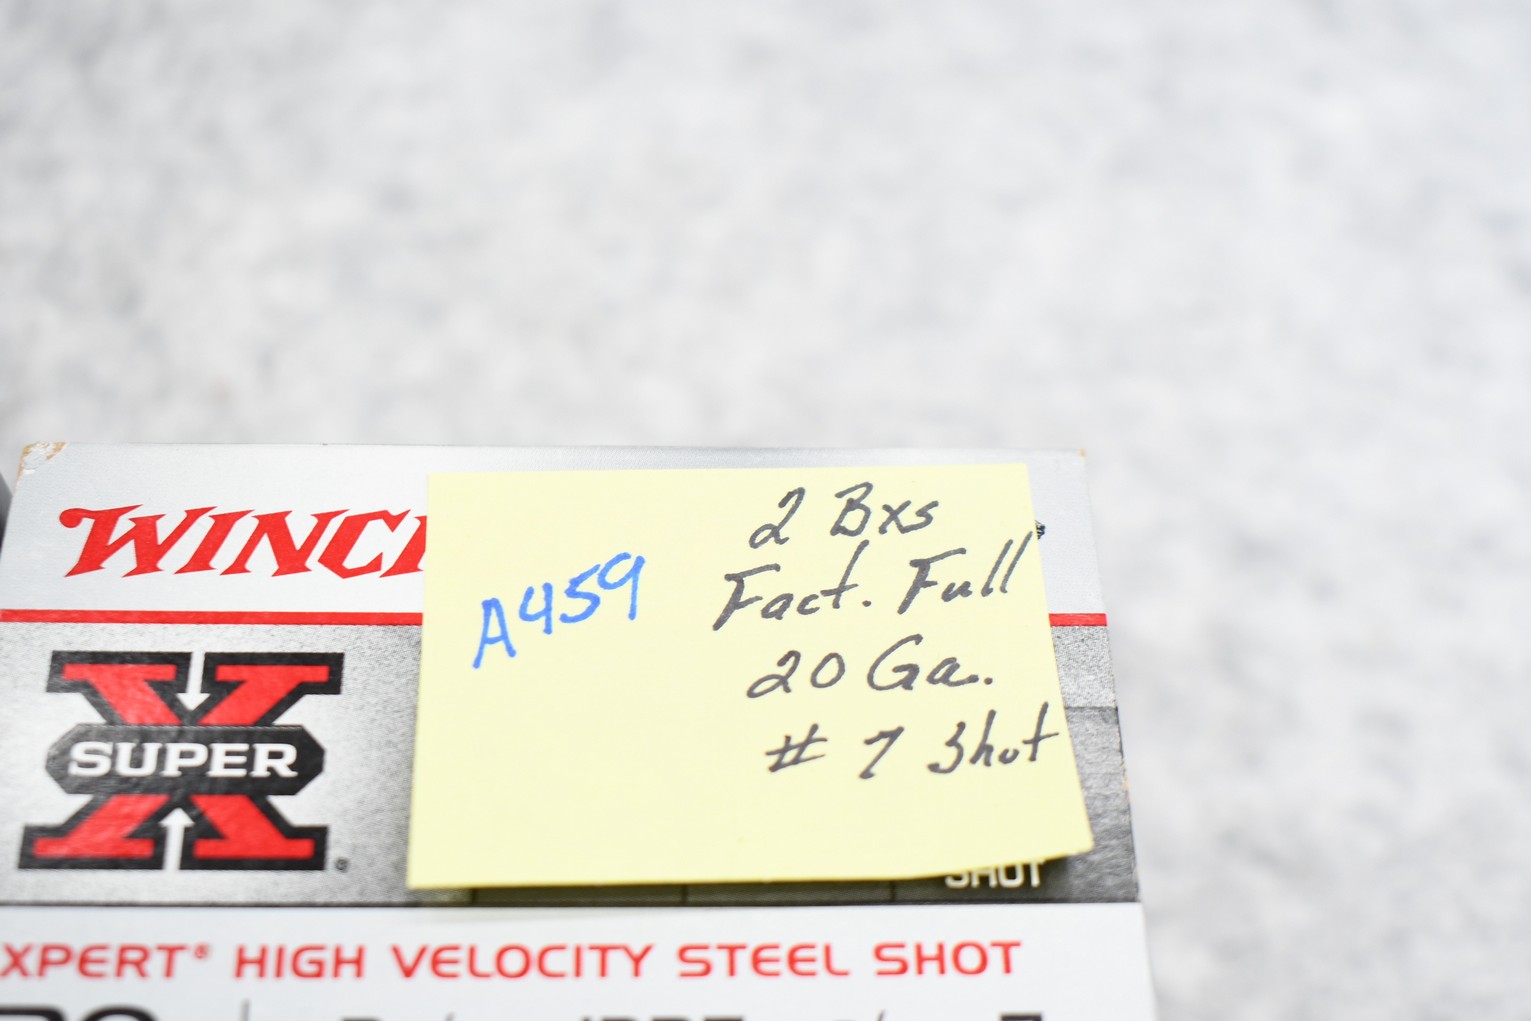 WINC
2 Bxs
Fact. Full
A459
20 Ga.
# 7 Shot
SUPER
X
®
SHOT
XPERT® HIGH VELOCITY STEEL SHOT